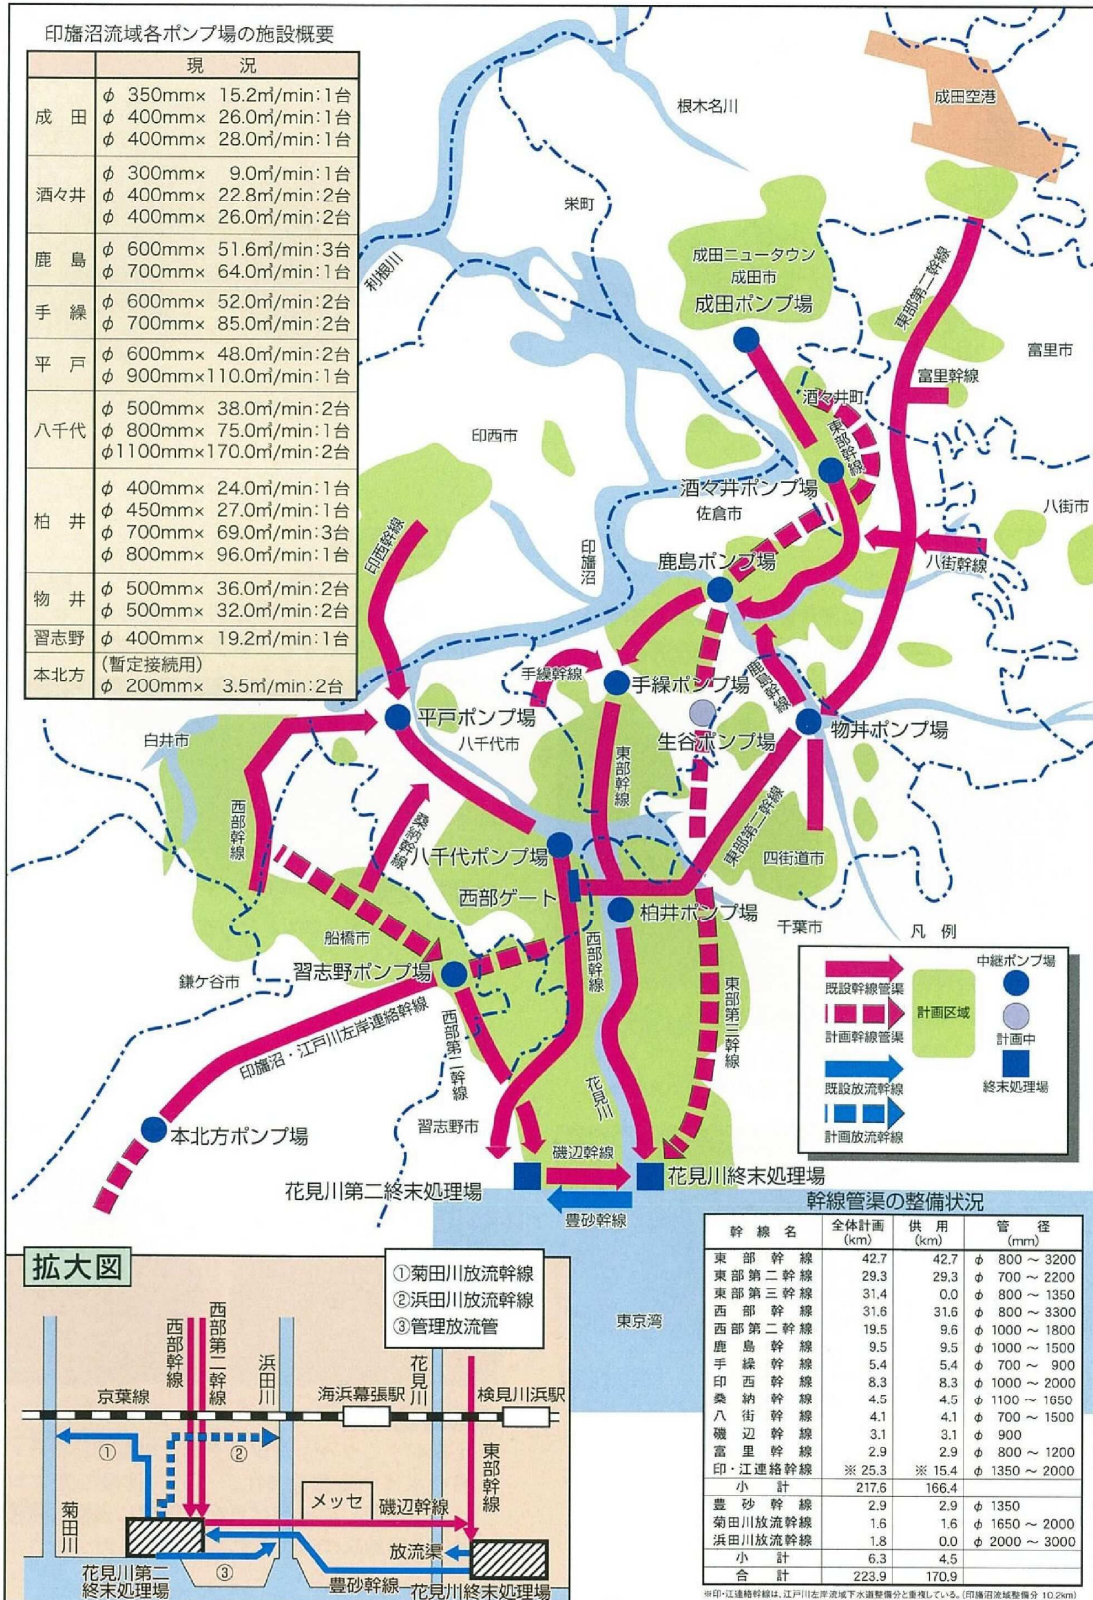 印旛沼流域各ポンプ場の施設概要
現　況
成　田
φ 350mm× 15.2㎥/min:1台
φ 400mm× 26.0㎥/min:1台
φ 400mm× 28.0㎥/min:1台
酒々井
φ 300mm× 9.0㎥/min:1台
φ 400mm× 22.8㎥/min:2台
φ 400mm× 26.0㎥/min:2台
鹿　島
φ 600mm× 51.6㎥/min:3台
φ 700mm× 64.0㎥/min:1台
手　繰
φ 600mm× 52.0㎥/min:2台
φ 700mm× 85.0㎥/min:2台
平　戸
φ 600mm× 48.0㎥/min:2台
φ 900mm×110.0㎥/min:1台
八千代
φ 500mm× 38.0㎥/min:2台
φ 800mm× 75.0㎥/min:1台
φ1100mm×170.0㎥/min:2台
柏　井
φ 400mm× 24.0㎥/min:1台
φ 450mm× 27.0㎥/min:1台
φ 700mm× 69.0㎥/min:3台
φ 800mm× 96.0㎥/min:1台
物　井
φ 500mm× 36.0㎥/min:2台
φ 500mm× 32.0㎥/min:2台
習志野
φ 400mm× 19.2㎥/min:1台
本北方
(暫定接続用)
φ 200mm× 3.5㎥/min:2台
根木名川
成田空港
栄町
利根川
成田ニュータウン
成田市
成田ポンプ場
東部第二幹線
富里市
富里幹線
酒々井町
東部幹線
印西市
酒々井ポンプ場
佐倉市
八街市
印西幹線
印旛沼
鹿島ポンプ場
八街幹線
手繰幹線
手繰ポンプ場
鹿島幹線
平戸ポンプ場
八千代市
生谷ポンプ場
物井ポンプ場
白井市
西部幹線
東部幹線
桑納幹線
東部第二幹線
八千代ポンプ場
四街道市
西部ゲート
柏井ポンプ場
千葉市
船橋市
鎌ケ谷市
習志野ポンプ場
西部幹線
東部第三幹線
印旛沼・江戸川左岸連絡幹線
西部第二幹線
花見川
本北方ポンプ場
習志野市
磯辺幹線
花見川第二終末処理場
花見川終末処理場
豊砂幹線
東京湾
凡　例
既設幹線管渠
計画幹線管渠
既設放流幹線
計画放流幹線
計画区域
中継ポンプ場
計画中
終末処理場
幹線管渠の整備状況
幹　線　名 全体計画(km) 供　用(km) 管　径(mm)
東部幹線 42.7 42.7 φ 800 ～ 3200
東部第二幹線 29.3 29.3 φ 700 ～ 2200
東部第三幹線 31.4 0.0 φ 800 ～ 1350
西部幹線 31.6 31.6 φ 800 ～ 3300
西部第二幹線 19.5 9.6 φ 1000 ～ 1800
鹿島幹線 9.5 9.5 φ 1000 ～ 1500
手繰幹線 5.4 5.4 φ 700 ～ 900
印西幹線 8.3 8.3 φ 1000 ～ 2000
桑納幹線 4.5 4.5 φ 1100 ～ 1650
八街幹線 4.1 4.1 φ 700 ～ 1500
磯辺幹線 3.1 3.1 φ 900
富里幹線 2.9 2.9 φ 800 ～ 1200
印・江連絡幹線 ※ 25.3 ※ 15.4 φ 1350 ～ 2000
小　計 217.6 166.4
豊砂幹線 2.9 2.9 φ 1350
菊田川放流幹線 1.6 1.6 φ 1650 ～ 2000
浜田川放流幹線 1.8 0.0 φ 2000 ～ 3000
小　計 6.3 4.5
合　計 223.9 170.9
※印・江連絡幹線は、江戸川左岸流域下水道整備分と重複している。(印旛沼流域整備分 10.2km)
拡大図
①菊田川放流幹線
②浜田川放流幹線
③管理放流管
西部幹線
西部第二幹線
浜田川
花見川
京葉線
海浜幕張駅
検見川浜駅
①
②
東部幹線
菊田川
メッセ
磯辺幹線
放流渠
花見川第二
終末処理場
③
豊砂幹線
花見川終末処理場